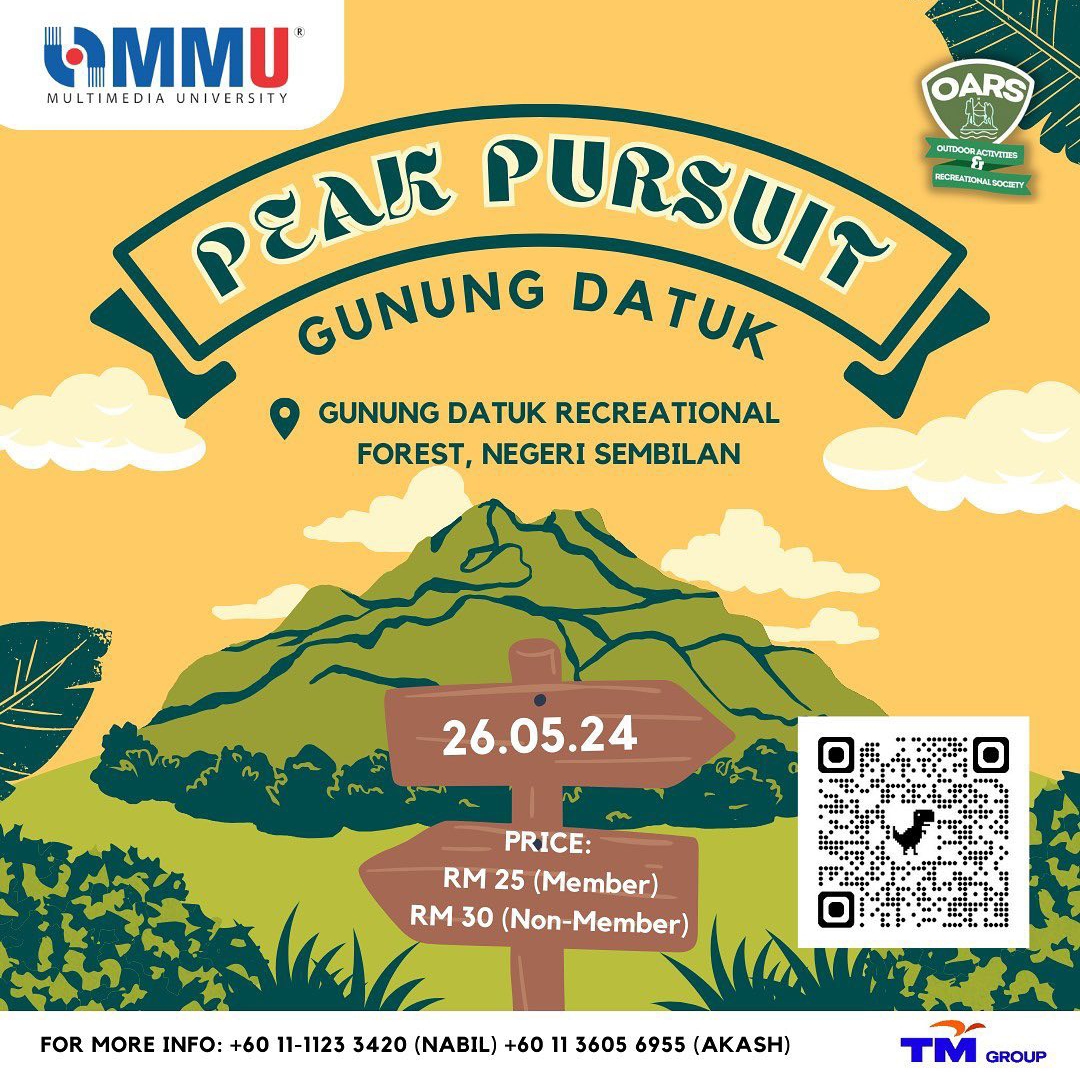 MMU®
MULTIMEDIA UNIVERSITY
OARS
OUTDOOR ACTIVITIES
&
RECREATIONAL SOCIETY
PEAK PURSUIT
GUNUNG DATUK
GUNUNG DATUK RECREATIONAL
FOREST, NEGERI SEMBILAN
26.05.24
PRICE:
RM 25 (Member)
RM 30 (Non-Member)
FOR MORE INFO: +60 11-1123 3420 (NABIL) +60 11 3605 6955 (AKASH)
TM GROUP